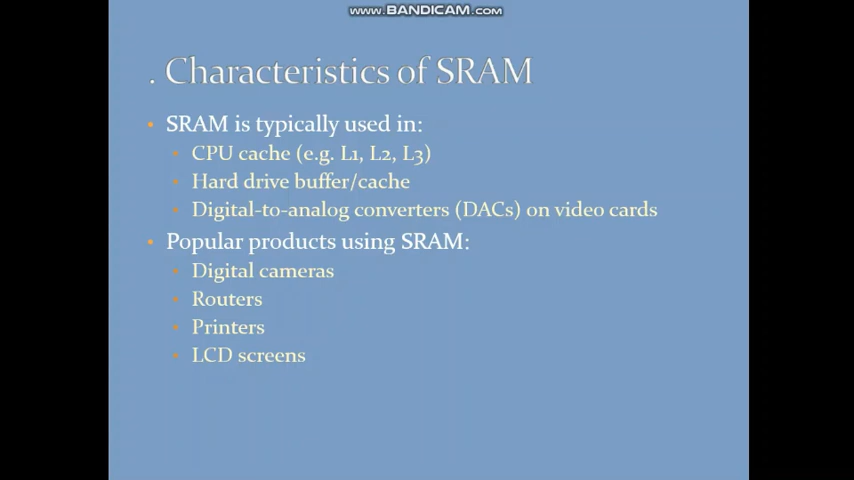 www.BANDICAM.com
. Characteristics of SRAM
• SRAM is typically used in:
• CPU cache (e.g. L1, L2, L3)
• Hard drive buffer/cache
• Digital-to-analog converters (DACs) on video cards
• Popular products using SRAM:
• Digital cameras
• Routers
• Printers
• LCD screens